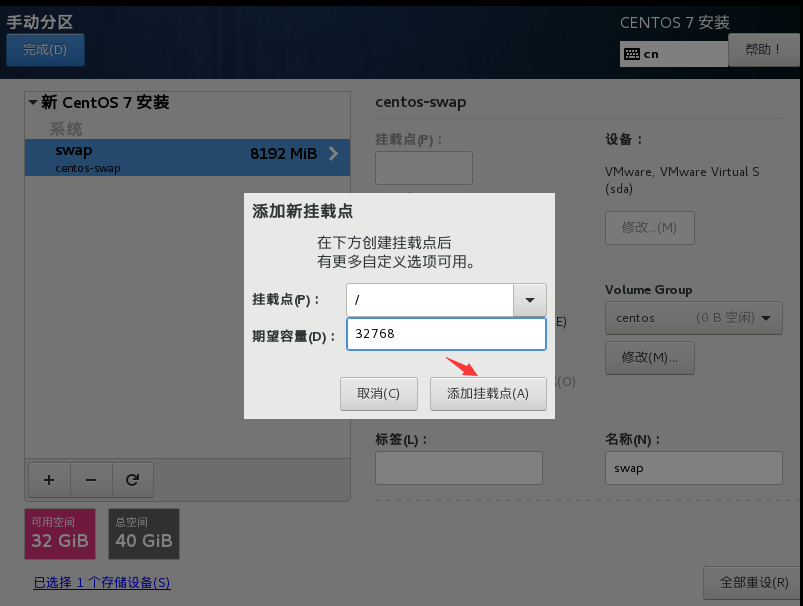 手动分区
CENTOS 7 安装
完成(D)
cn
帮助！
新 CentOS 7 安装
系统
swap
8192 MiB
centos-swap
centos-swap
挂载点(P)：
设备：
VMware, VMware Virtual S
(sda)
修改...(M)
添加新挂载点
在下方创建挂载点后
有更多自定义选项可用。
挂载点(P)：
/
期望容量(D)：
32768
取消(C)
添加挂载点(A)
E)
(O)
Volume Group
centos
(0 B 空闲)
修改(M)...
标签(L)：
名称(N)：
swap
+
−
可用空间
32 GiB
总空间
40 GiB
已选择 1 个存储设备(S)
全部重设(R)